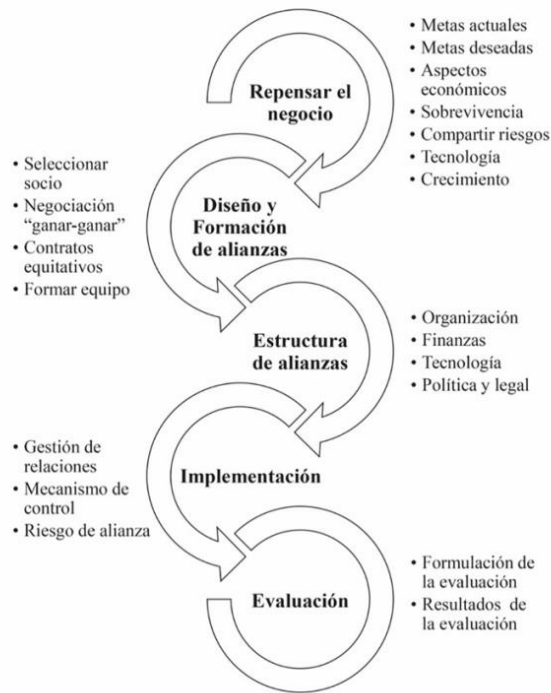 Repensar el
negocio
• Metas actuales
• Metas deseadas
• Aspectos
económicos
• Sobrevivencia
• Compartir riesgos
• Tecnología
• Crecimiento
• Seleccionar
socio
• Negociación
“ganar-ganar”
• Contratos
equitativos
• Formar equipo
Diseño y
Formación
de alianzas
Estructura
de alianzas
• Organización
• Finanzas
• Tecnología
• Política y legal
• Gestión de
relaciones
• Mecanismo de
control
• Riesgo de alianza
Implementación
Evaluación
• Formulación de
la evaluación
• Resultados de
la evaluación